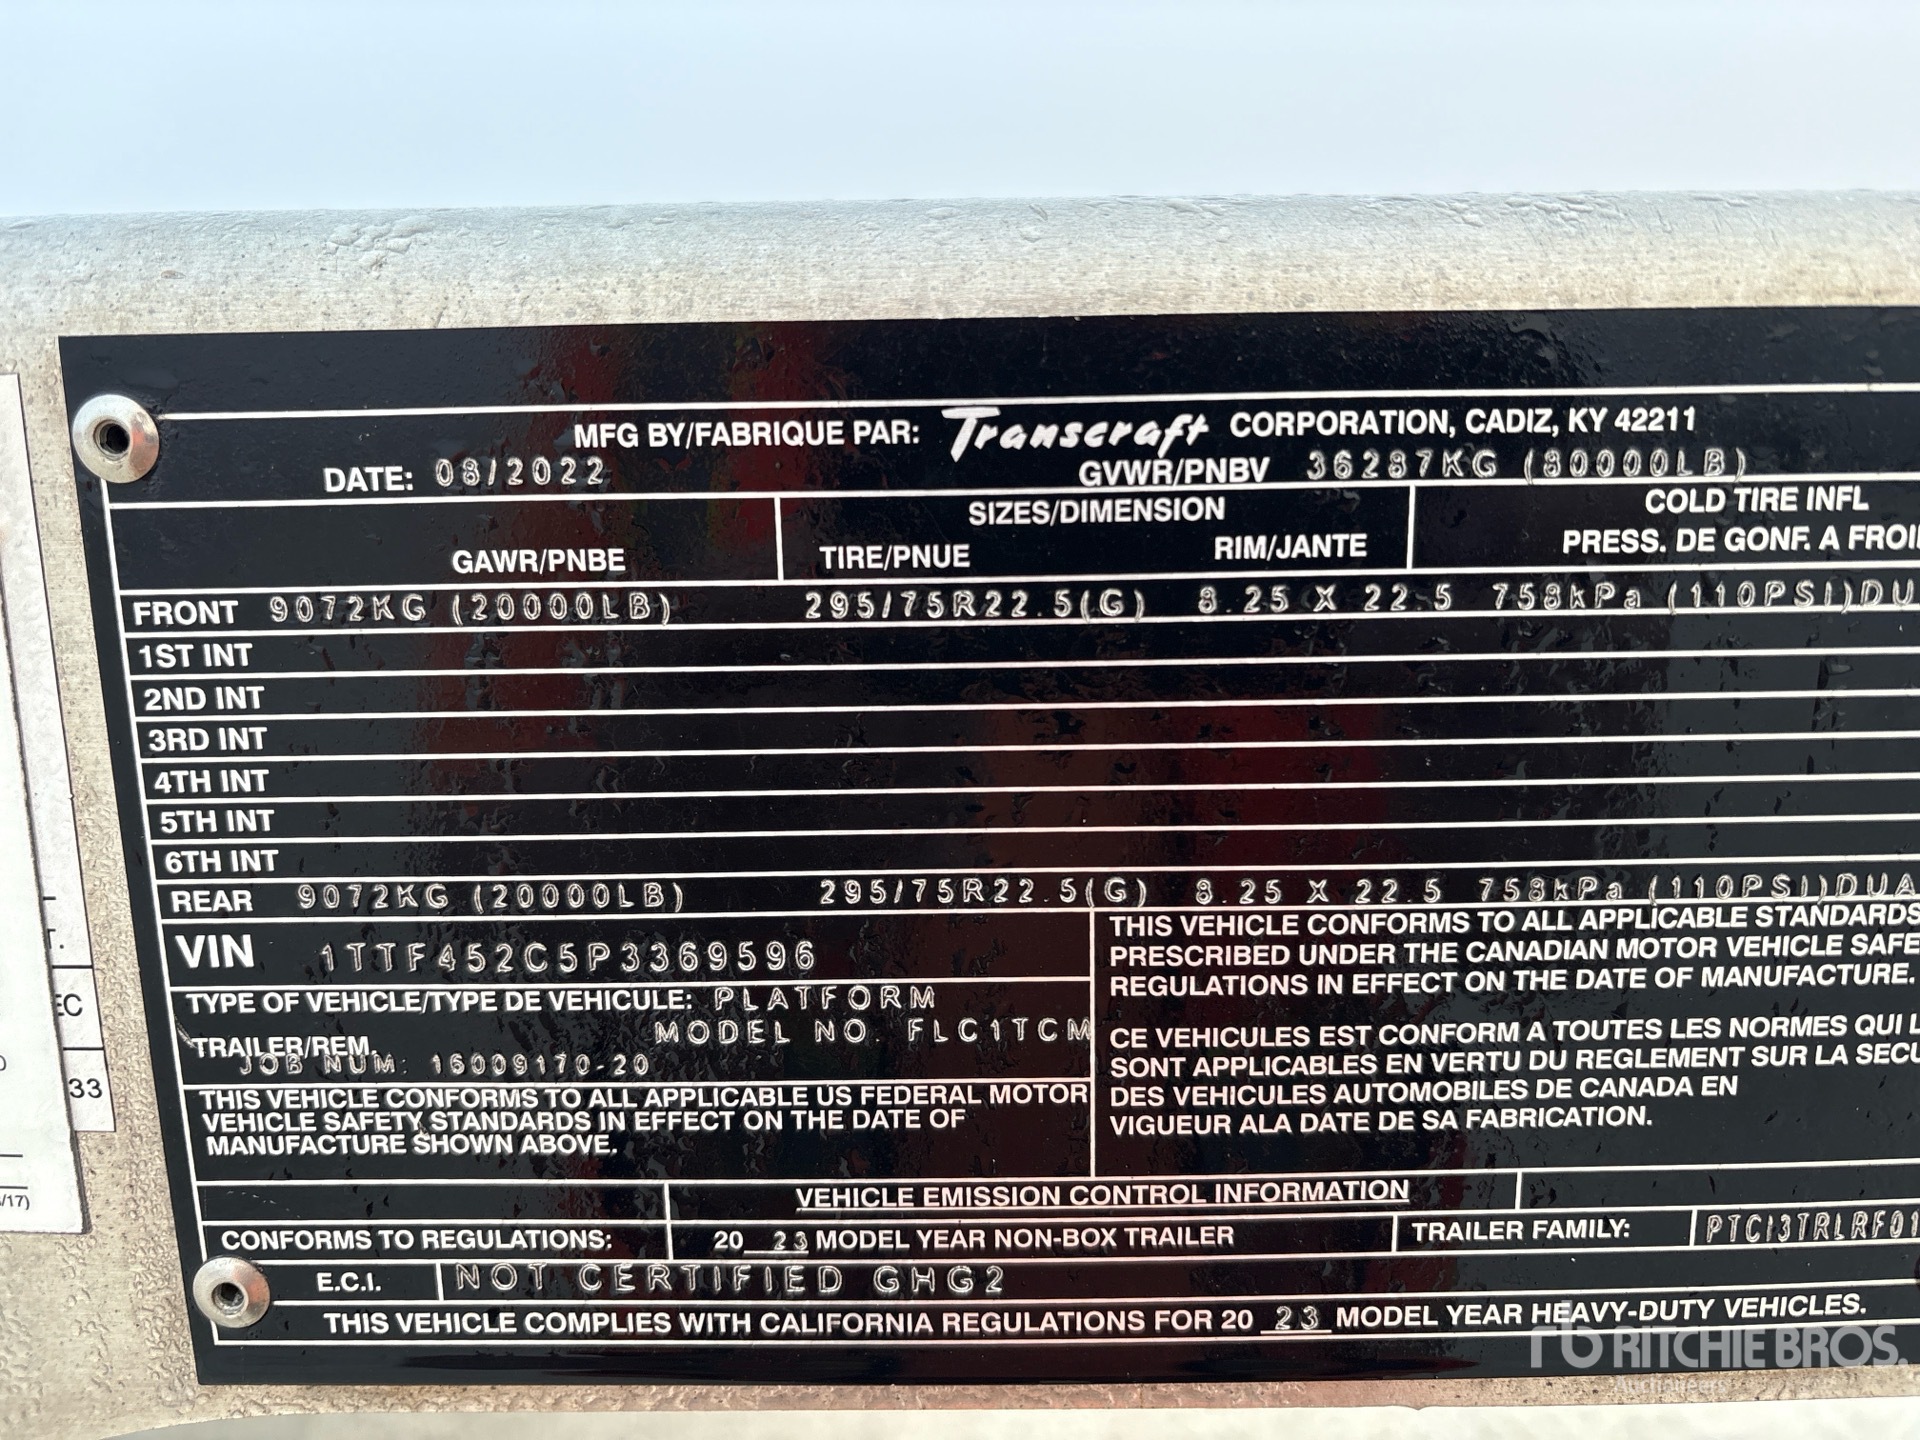 MFG BY/FABRIQUE PAR: Transcraft CORPORATION, CADIZ, KY 42211
DATE: 08/2022 GVWR/PNBV 36287KG (80000LB)
SIZES/DIMENSION COLD TIRE INFL
GAWR/PNBE TIRE/PNUE RIM/JANTE PRESS. DE GONF. A FROI
FRONT 9072KG (20000LB) 295/75R22.5(G) 8.25 X 22.5 758kPa (110PSI)DU
1ST INT
2ND INT
3RD INT
4TH INT
5TH INT
6TH INT
REAR 9072KG (20000LB) 295/75R22.5(G) 8.25 X 22.5 758kPa (110PSI)DUA
VIN 1TTF452C5P3369596
TYPE OF VEHICLE/TYPE DE VEHICULE: PLATFORM
TRAILER/REM. MODEL NO. FLC1TCM
JOB NUM: 16009170-20
THIS VEHICLE CONFORMS TO ALL APPLICABLE US FEDERAL MOTOR
VEHICLE SAFETY STANDARDS IN EFFECT ON THE DATE OF
MANUFACTURE SHOWN ABOVE.
THIS VEHICLE CONFORMS TO ALL APPLICABLE STANDARDS
PRESCRIBED UNDER THE CANADIAN MOTOR VEHICLE SAFE
REGULATIONS IN EFFECT ON THE DATE OF MANUFACTURE.
CE VEHICULES EST CONFORM A TOUTES LES NORMES QUI L
SONT APPLICABLES EN VERTU DU REGLEMENT SUR LA SECU
DES VEHICULES AUTOMOBILES DE CANADA EN
VIGUEUR ALA DATE DE SA FABRICATION.
VEHICLE EMISSION CONTROL INFORMATION
CONFORMS TO REGULATIONS: 20 23 MODEL YEAR NON-BOX TRAILER TRAILER FAMILY: PTC13TRLRF01
E.C.I. NOT CERTIFIED GHG2
THIS VEHICLE COMPLIES WITH CALIFORNIA REGULATIONS FOR 20 23 MODEL YEAR HEAVY-DUTY VEHICLES.
T.
EC
33
/17)
rb RITCHIE BROS.
Auctioneers